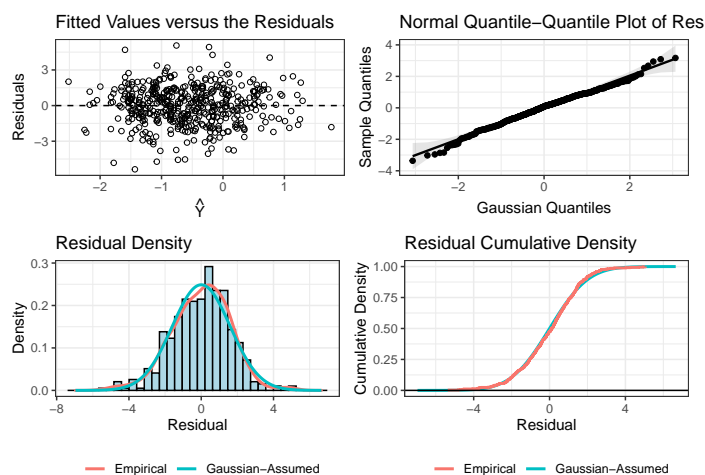 Fitted Values versus the Residuals
Residuals
3
0
−3
−2
−1
0
1
Ŷ
Normal Quantile−Quantile Plot of Res
Sample Quantiles
4
2
0
−2
−4
−2
0
2
Gaussian Quantiles
Residual Density
Density
0.3
0.2
0.1
0.0
−8
−4
0
4
Residual
Empirical
Gaussian−Assumed
Residual Cumulative Density
Cumulative Density
1.00
0.75
0.50
0.25
0.00
−4
0
4
Residual
Empirical
Gaussian−Assumed